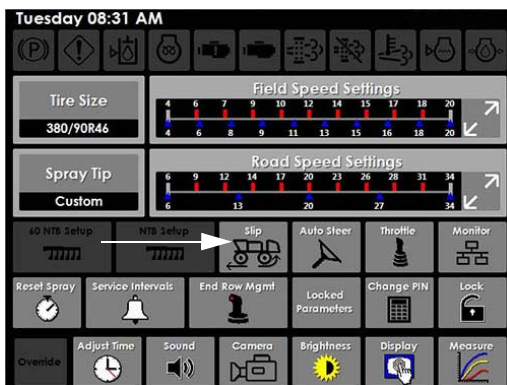 Tuesday 08:31 AM
(P)
Tire Size
380/90R46
Field Speed Settings
4 6 7 9 10 12 14 15 17 18 20
4 6 8 9 11 13 15 16 18 20
Spray Tip
Custom
Road Speed Settings
6 9 12 14 17 20 23 26 28 31 34
6 13 20 27 34
60 NTB Setup
NTB Setup
Slip
Auto Steer
Throttle
Monitor
Reset Spray
Service Intervals
End Row Mgmt
Locked
Parameters
Change PIN
Lock
Override
Adjust Time
Sound
Camera
Brightness
Display
Measure